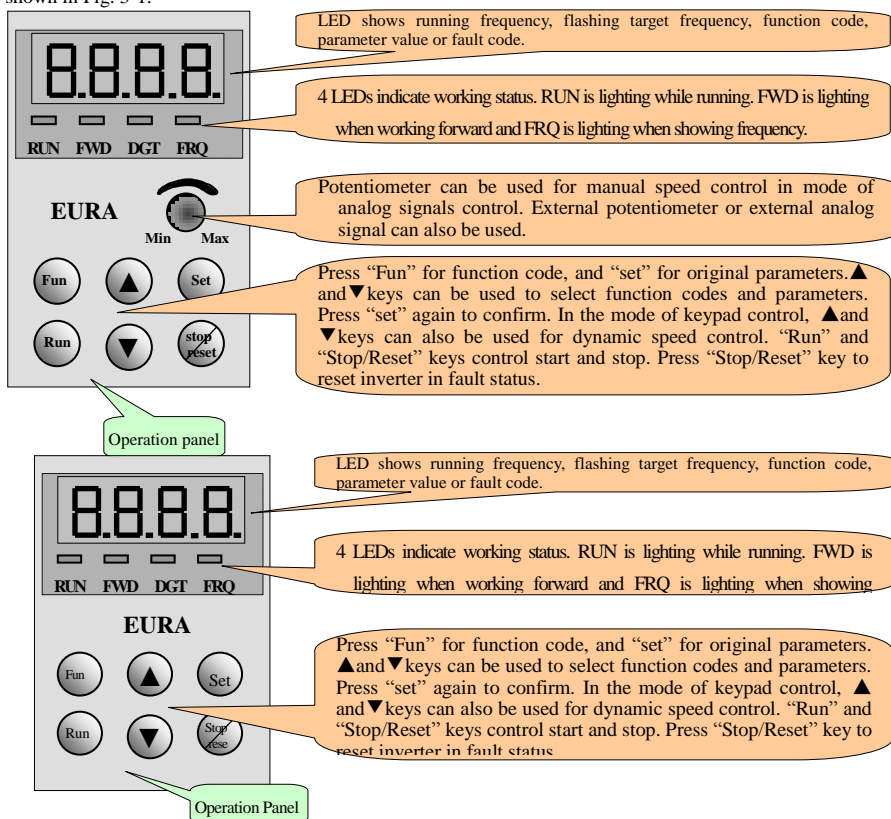 shown in Fig. 3-1.
LED shows running frequency, flashing target frequency, function code,
parameter value or fault code.
8.8.8.8.
4 LEDs indicate working status. RUN is lighting while running. FWD is lighting
when working forward and FRQ is lighting when showing frequency.
RUN FWD DGT FRQ
Potentiometer can be used for manual speed control in mode of
analog signals control. External potentiometer or external analog
signal can also be used.
EURA
Min Max
Fun ▲ Set
Run ▼ stop
reset
Press “Fun” for function code, and “set” for original parameters.▲
and▼keys can be used to select function codes and parameters.
Press “set” again to confirm. In the mode of keypad control, ▲and
▼keys can also be used for dynamic speed control. “Run” and
“Stop/Reset” keys control start and stop. Press “Stop/Reset” key to
reset inverter in fault status.
Operation panel
LED shows running frequency, flashing target frequency, function code,
parameter value or fault code.
8.8.8.8.
4 LEDs indicate working status. RUN is lighting while running. FWD is
lighting when working forward and FRQ is lighting when showing
RUN FWD DGT FRQ
EURA
Fun ▲ Set
Run ▼ Stop
rese
Press “Fun” for function code, and “set” for original parameters.
▲and▼keys can be used to select function codes and parameters.
Press “set” again to confirm. In the mode of keypad control, ▲
and▼keys can also be used for dynamic speed control. “Run” and
“Stop/Reset” keys control start and stop. Press “Stop/Reset” key to
reset inverter in fault status
Operation Panel